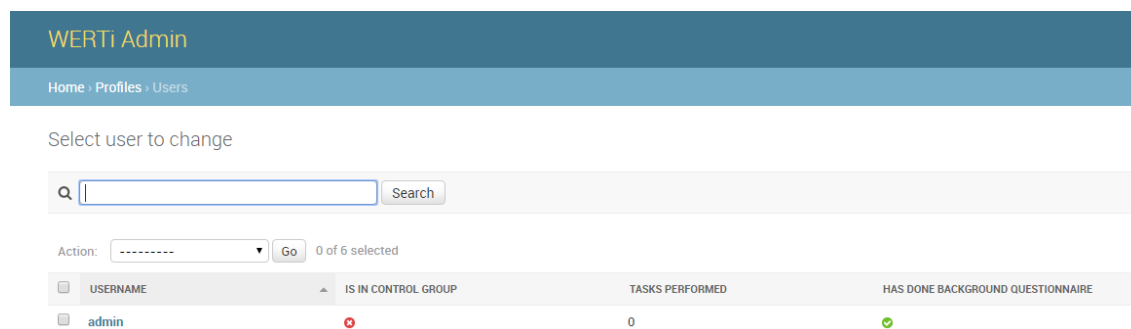 WERTi Admin
Home › Profiles › Users
Select user to change
Search
Action: --------- Go 0 of 6 selected
USERNAME IS IN CONTROL GROUP TASKS PERFORMED HAS DONE BACKGROUND QUESTIONNAIRE
admin 0